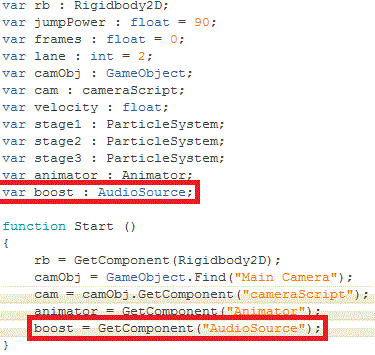 var rb : Rigidbody2D;
var jumpPower : float = 90;
var frames : float = 0;
var lane : int = 2;
var camObj : GameObject;
var cam : cameraScript;
var velocity : float;
var stage1 : ParticleSystem;
var stage2 : ParticleSystem;
var stage3 : ParticleSystem;
var animator : Animator;
var boost : AudioSource;
function Start ()
{
rb = GetComponent(Rigidbody2D);
camObj = GameObject.Find("Main Camera");
cam = camObj.GetComponent("cameraScript");
animator = GetComponent("Animator");
boost = GetComponent("AudioSource");
}